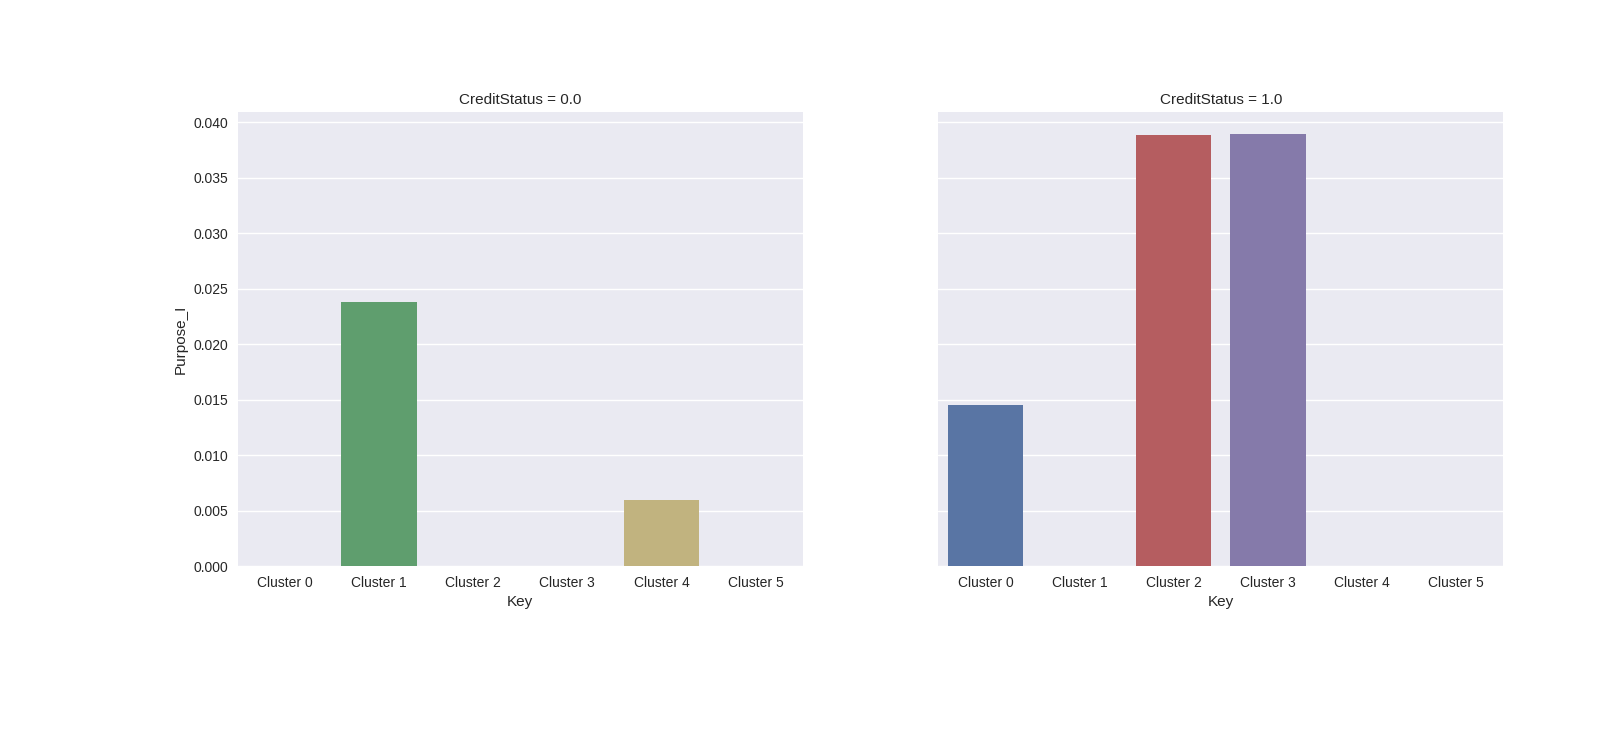 CreditStatus = 0.0
CreditStatus = 1.0
0.040
0.035
0.030
0.025
0.020
0.015
0.010
0.005
0.000
Purpose_I
Cluster 0 Cluster 1 Cluster 2 Cluster 3 Cluster 4 Cluster 5
Key
Cluster 0 Cluster 1 Cluster 2 Cluster 3 Cluster 4 Cluster 5
Key